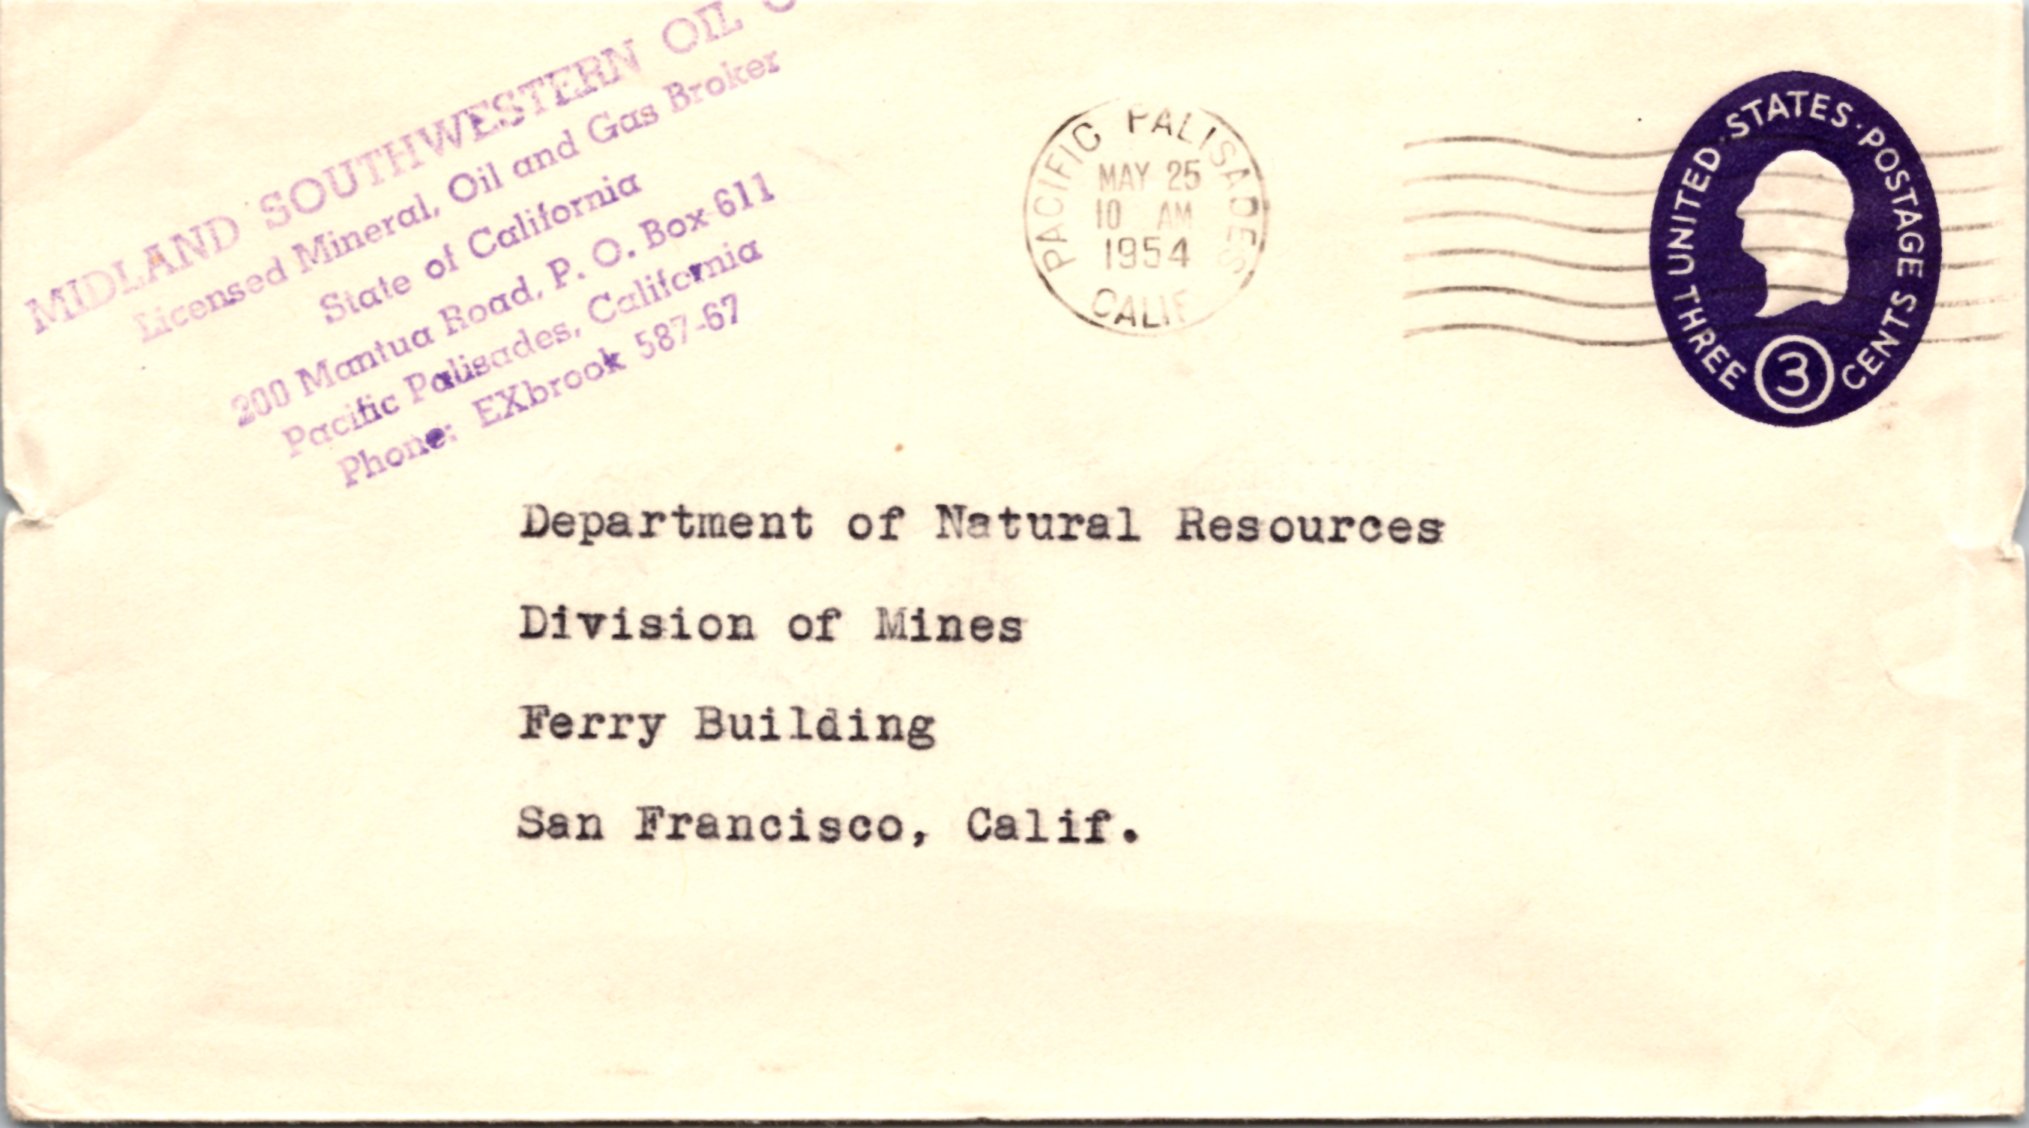 MIDLAND SOUTHWESTERN OIL
Licensed Mineral, Oil and Gas Broker
State of California
200 Mantua Road, P. O. Box 611
Pacific Palisades, California
Phone: EXbrook 587-67
PACIFIC PALISADES
MAY 25
10 AM
1954
CALIF
UNITED STATES POSTAGE
THREE 3 CENTS
Department of Natural Resources
Division of Mines
Ferry Building
San Francisco, Calif.